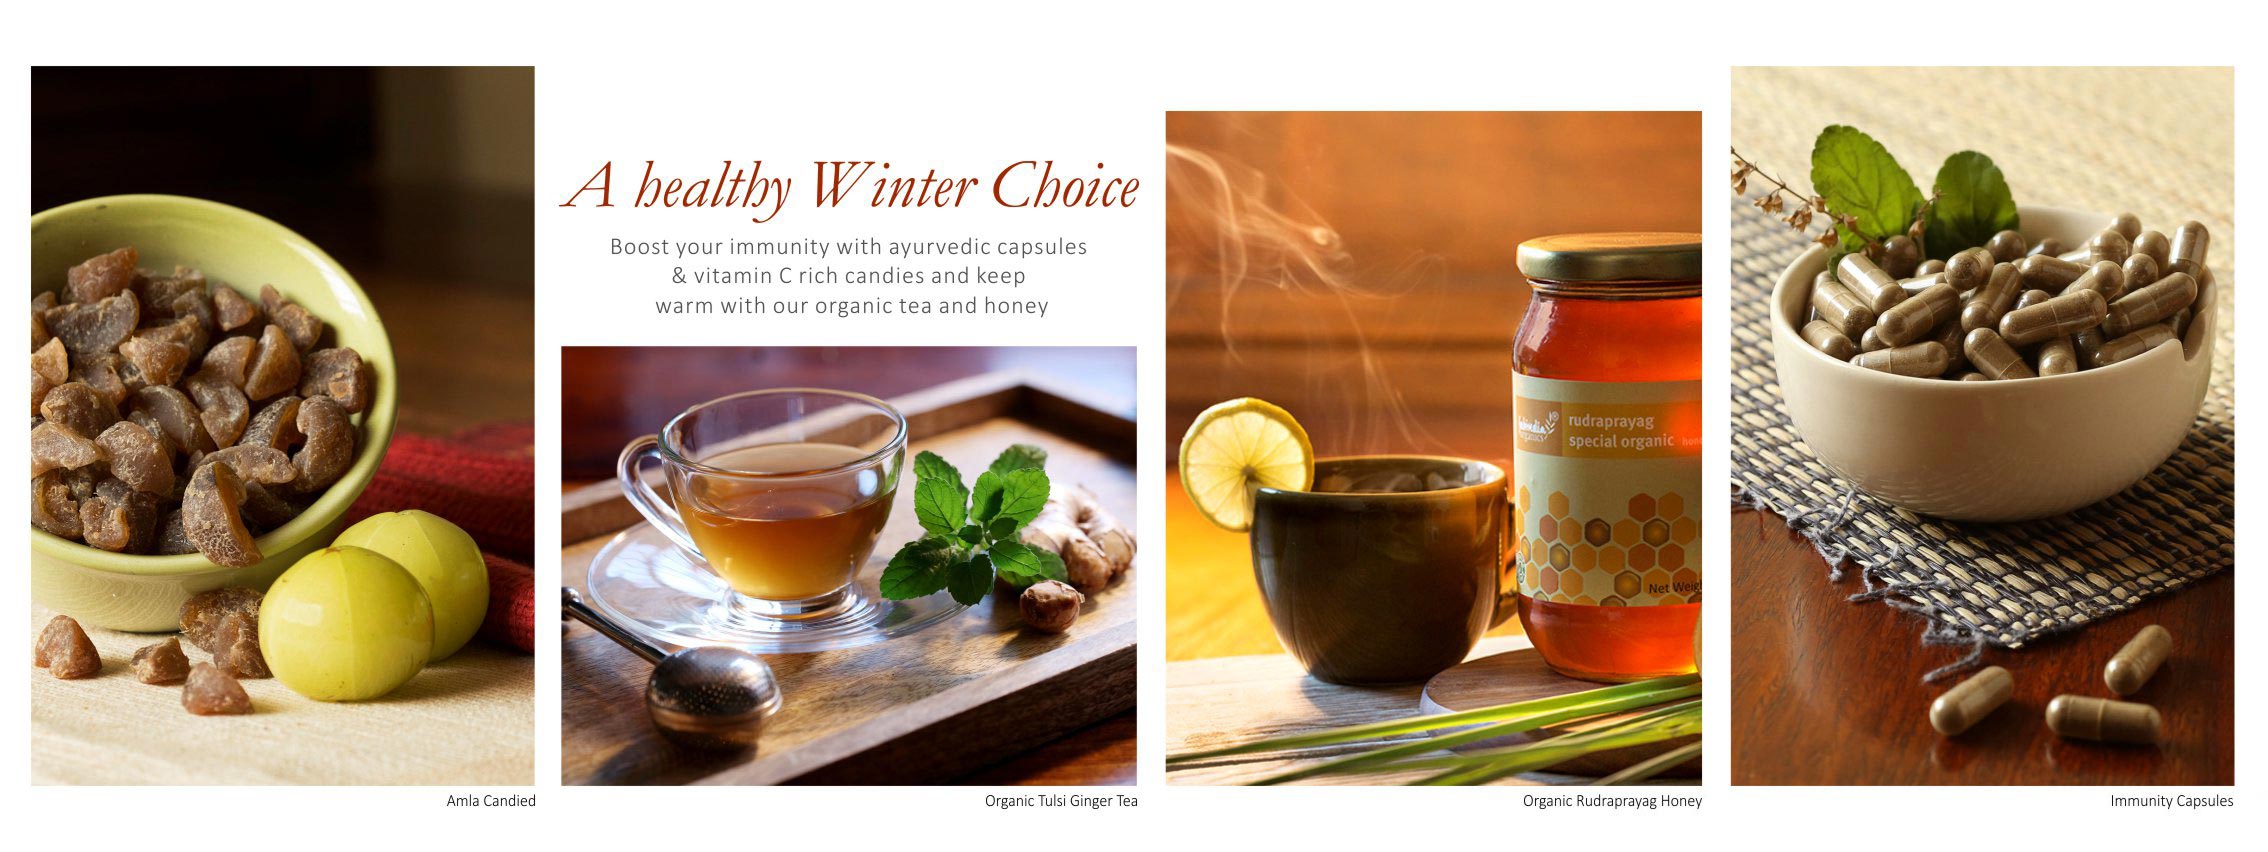 A healthy Winter Choice
Boost your immunity with ayurvedic capsules
& vitamin C rich candies and keep
warm with our organic tea and honey
rudraprayag
special organic
organics
Net
Amla Candied
Organic Tulsi Ginger Tea
Organic Rudraprayag Honey
Immunity Capsules